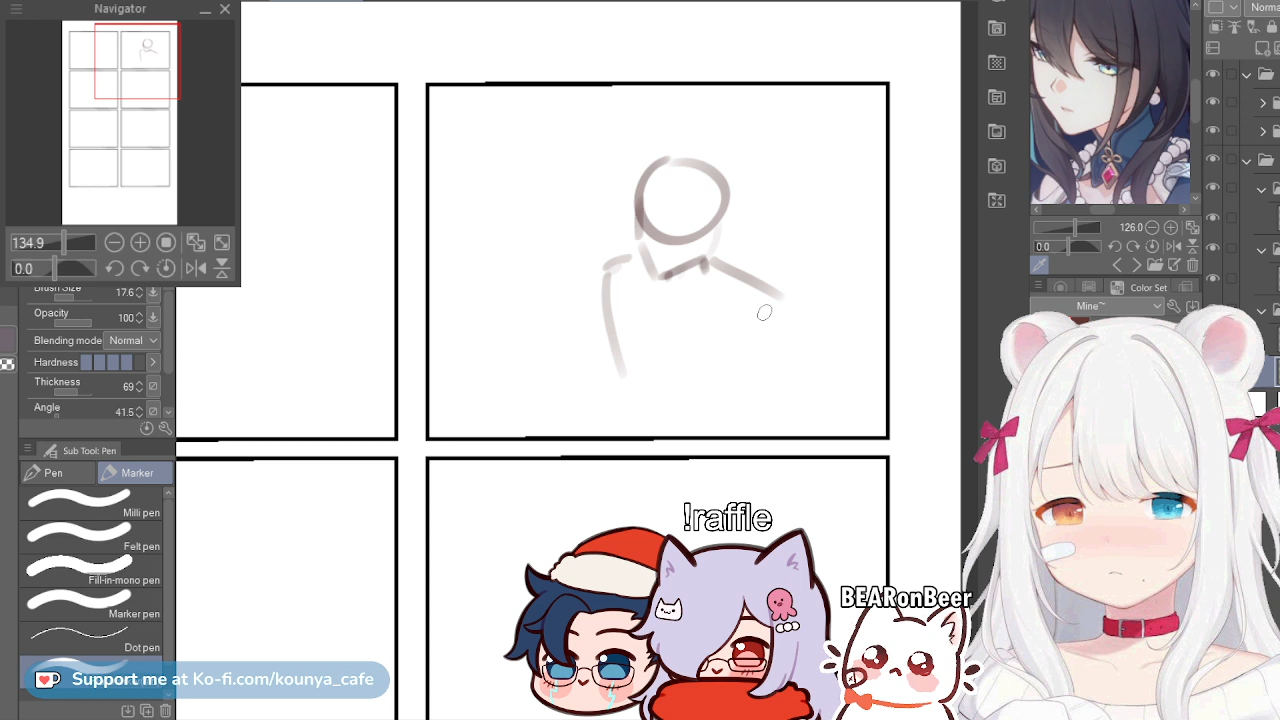 Navigator
134.9
0.0
Brush Size 17.6
Opacity 100
Blending mode Normal
Hardness
Thickness 69
Angle 41.5
Sub Tool: Pen
Pen Marker
Milli pen
Felt pen
Fill-in-mono pen
Marker pen
Dot pen
Support me at Ko-fi.com/kounya_cafe
!raffle
BEARonBeer
126.0
0.0
Color Set
Mine~
Norma